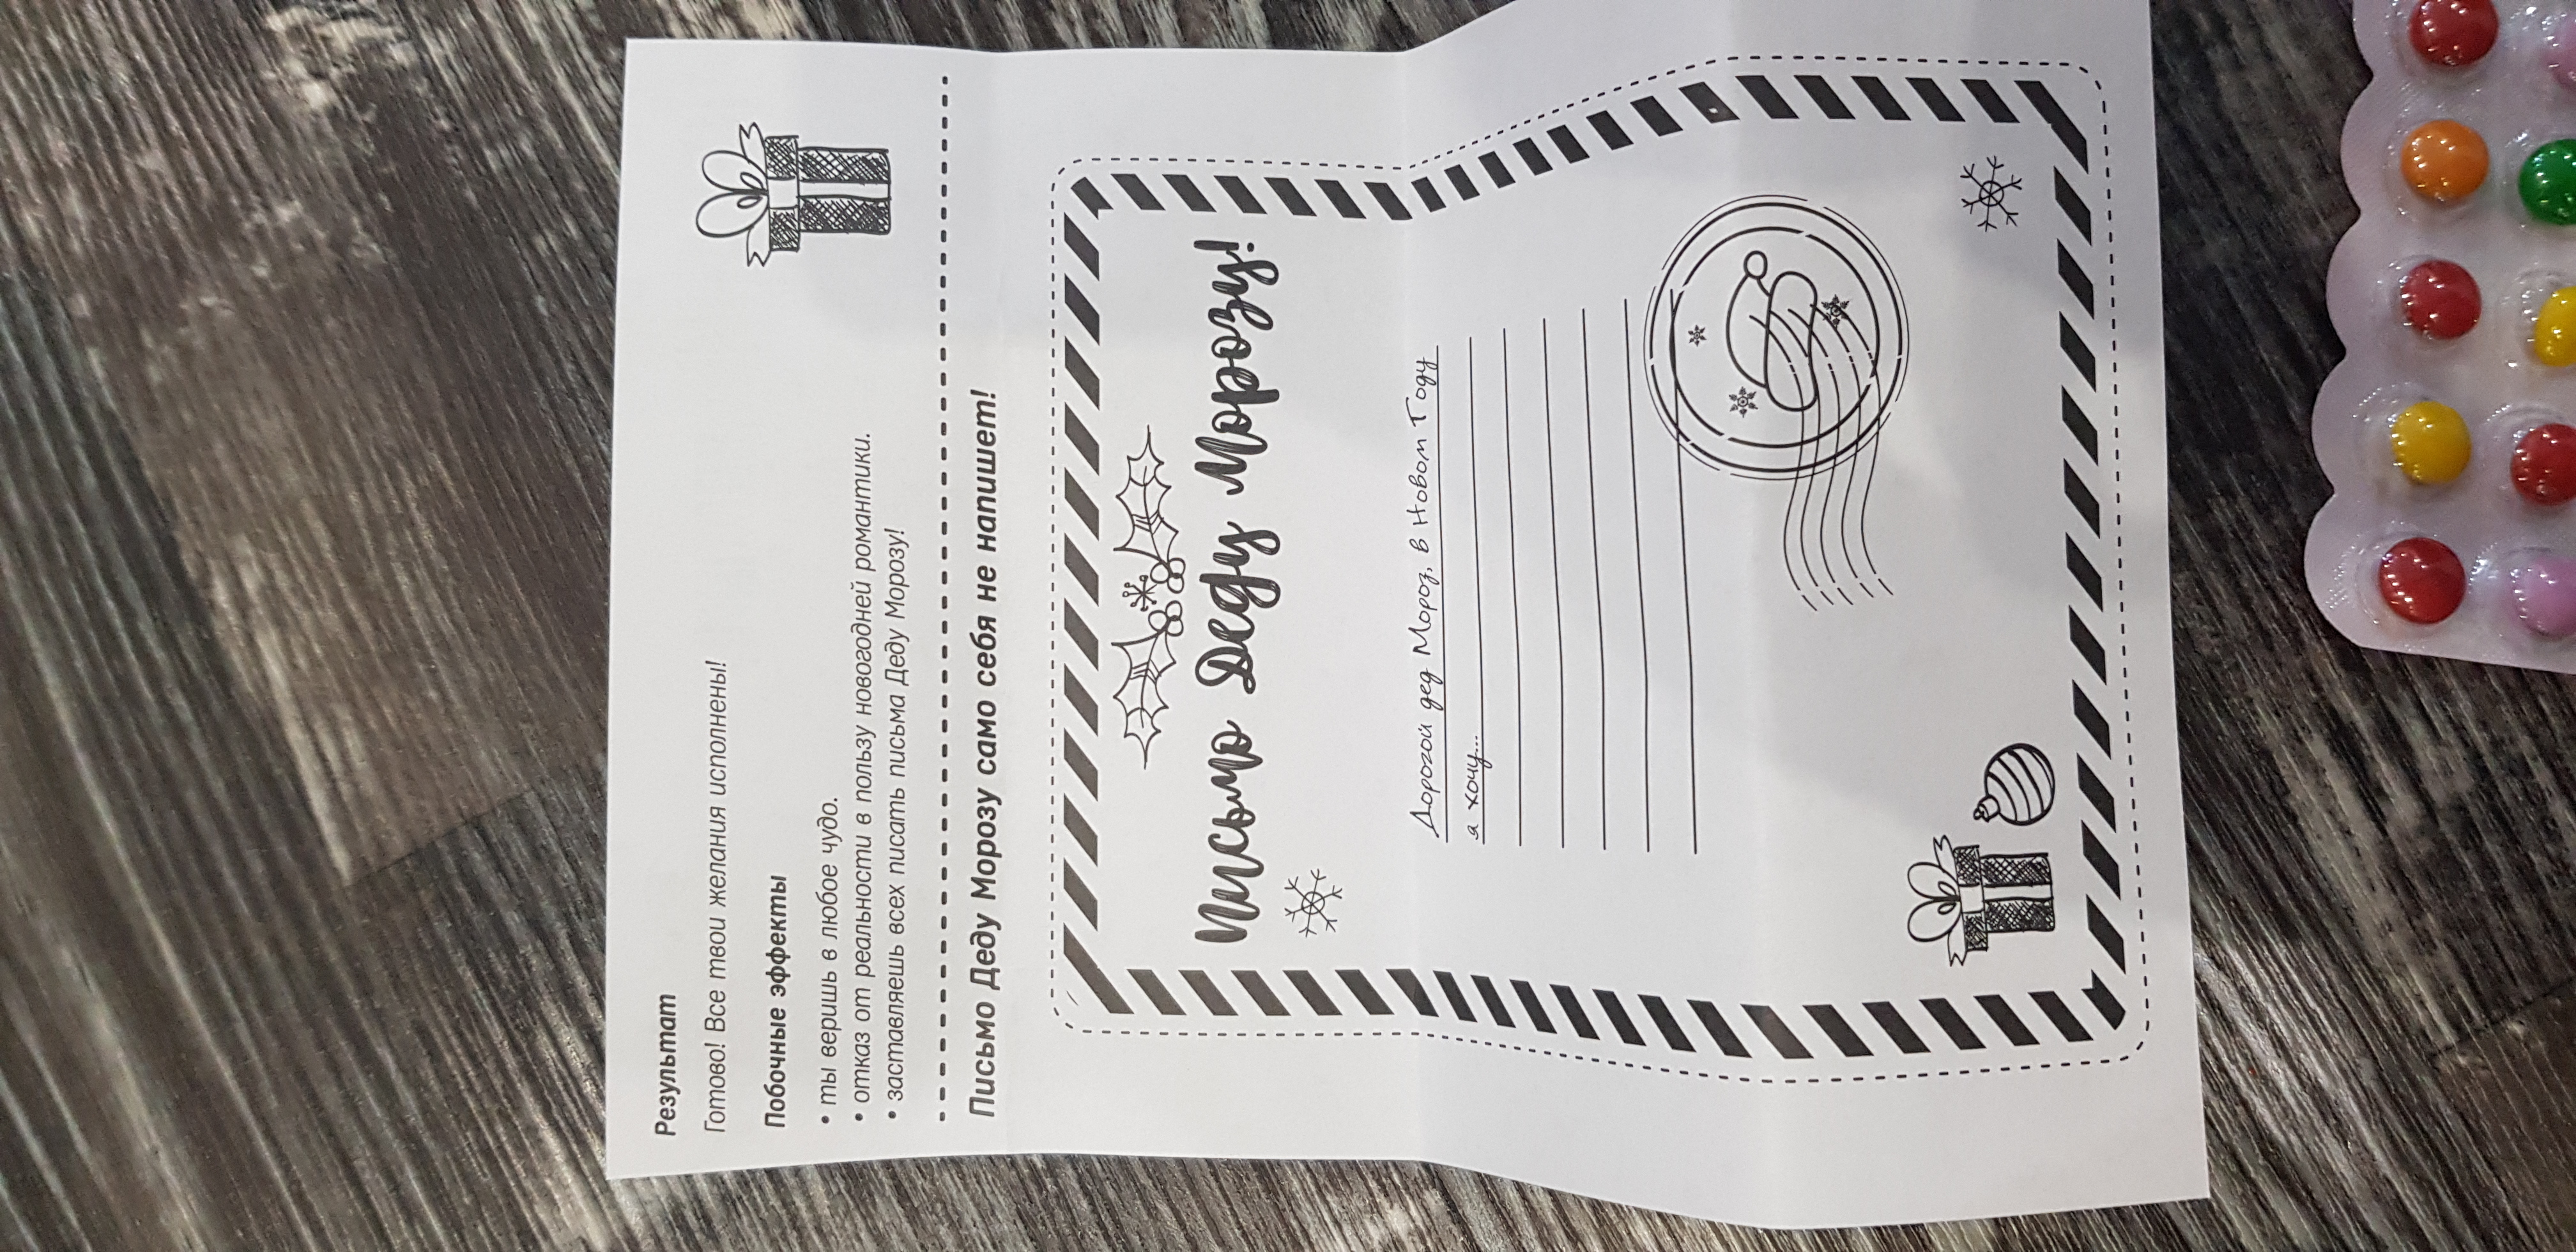 Результат
Готово! Все твои желания исполнены!
Побочные эффекты
• ты веришь в любое чудо.
• отказ от реальности в пользу новогодней романтики.
• заставляешь всех писать письма Деду Морозу!
Письмо Деду Морозу само себя не напишет!
Письмо Деду Морозу!
Дорогой дед Мороз, в Новом Году
я хочу...